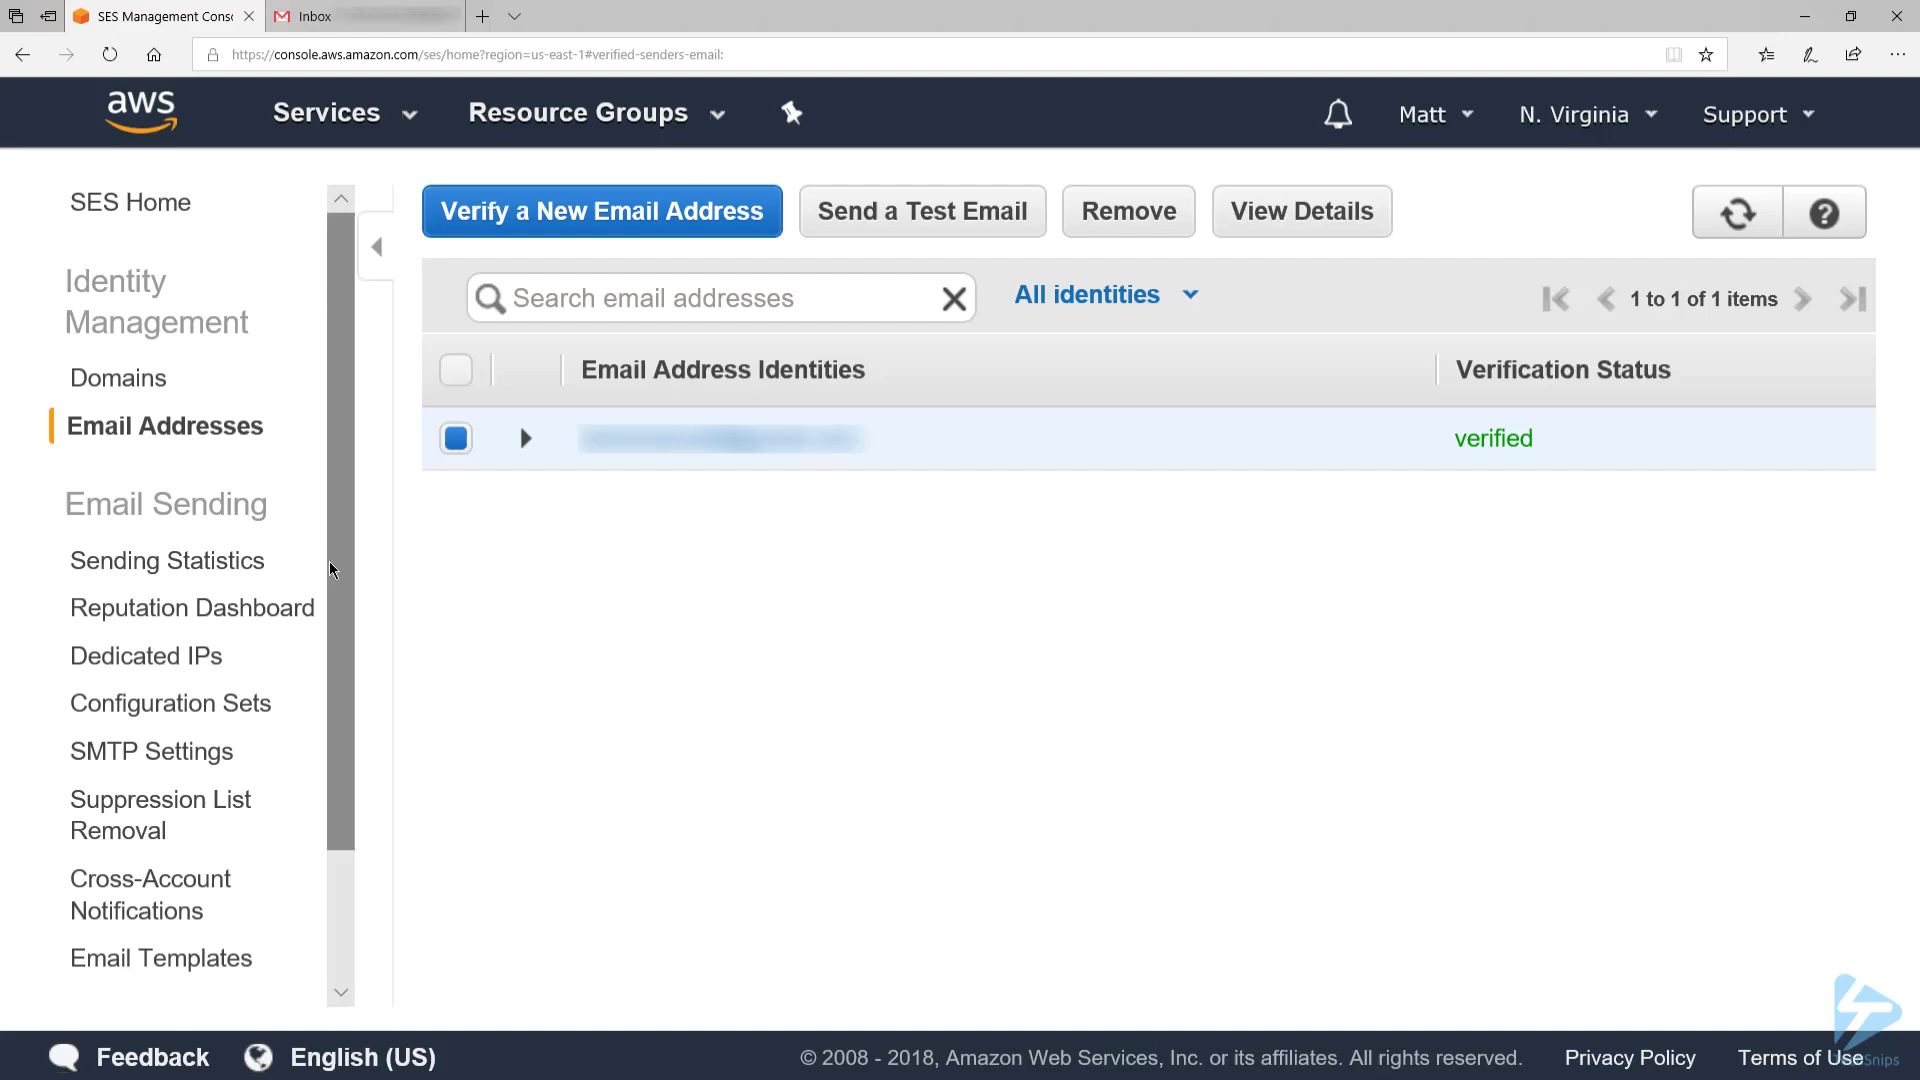 SES Management Conso
Inbox
https://console.aws.amazon.com/ses/home?region=us-east-1#verified-senders-email:
aws
Services
Resource Groups
Matt
N. Virginia
Support
SES Home
Identity
Management
Domains
Email Addresses
Email Sending
Sending Statistics
Reputation Dashboard
Dedicated IPs
Configuration Sets
SMTP Settings
Suppression List
Removal
Cross-Account
Notifications
Email Templates
Verify a New Email Address
Send a Test Email
Remove
View Details
Search email addresses
All identities
1 to 1 of 1 items
Email Address Identities
Verification Status
verified
Feedback
English (US)
© 2008 - 2018, Amazon Web Services, Inc. or its affiliates. All rights reserved.
Privacy Policy
Terms of Use